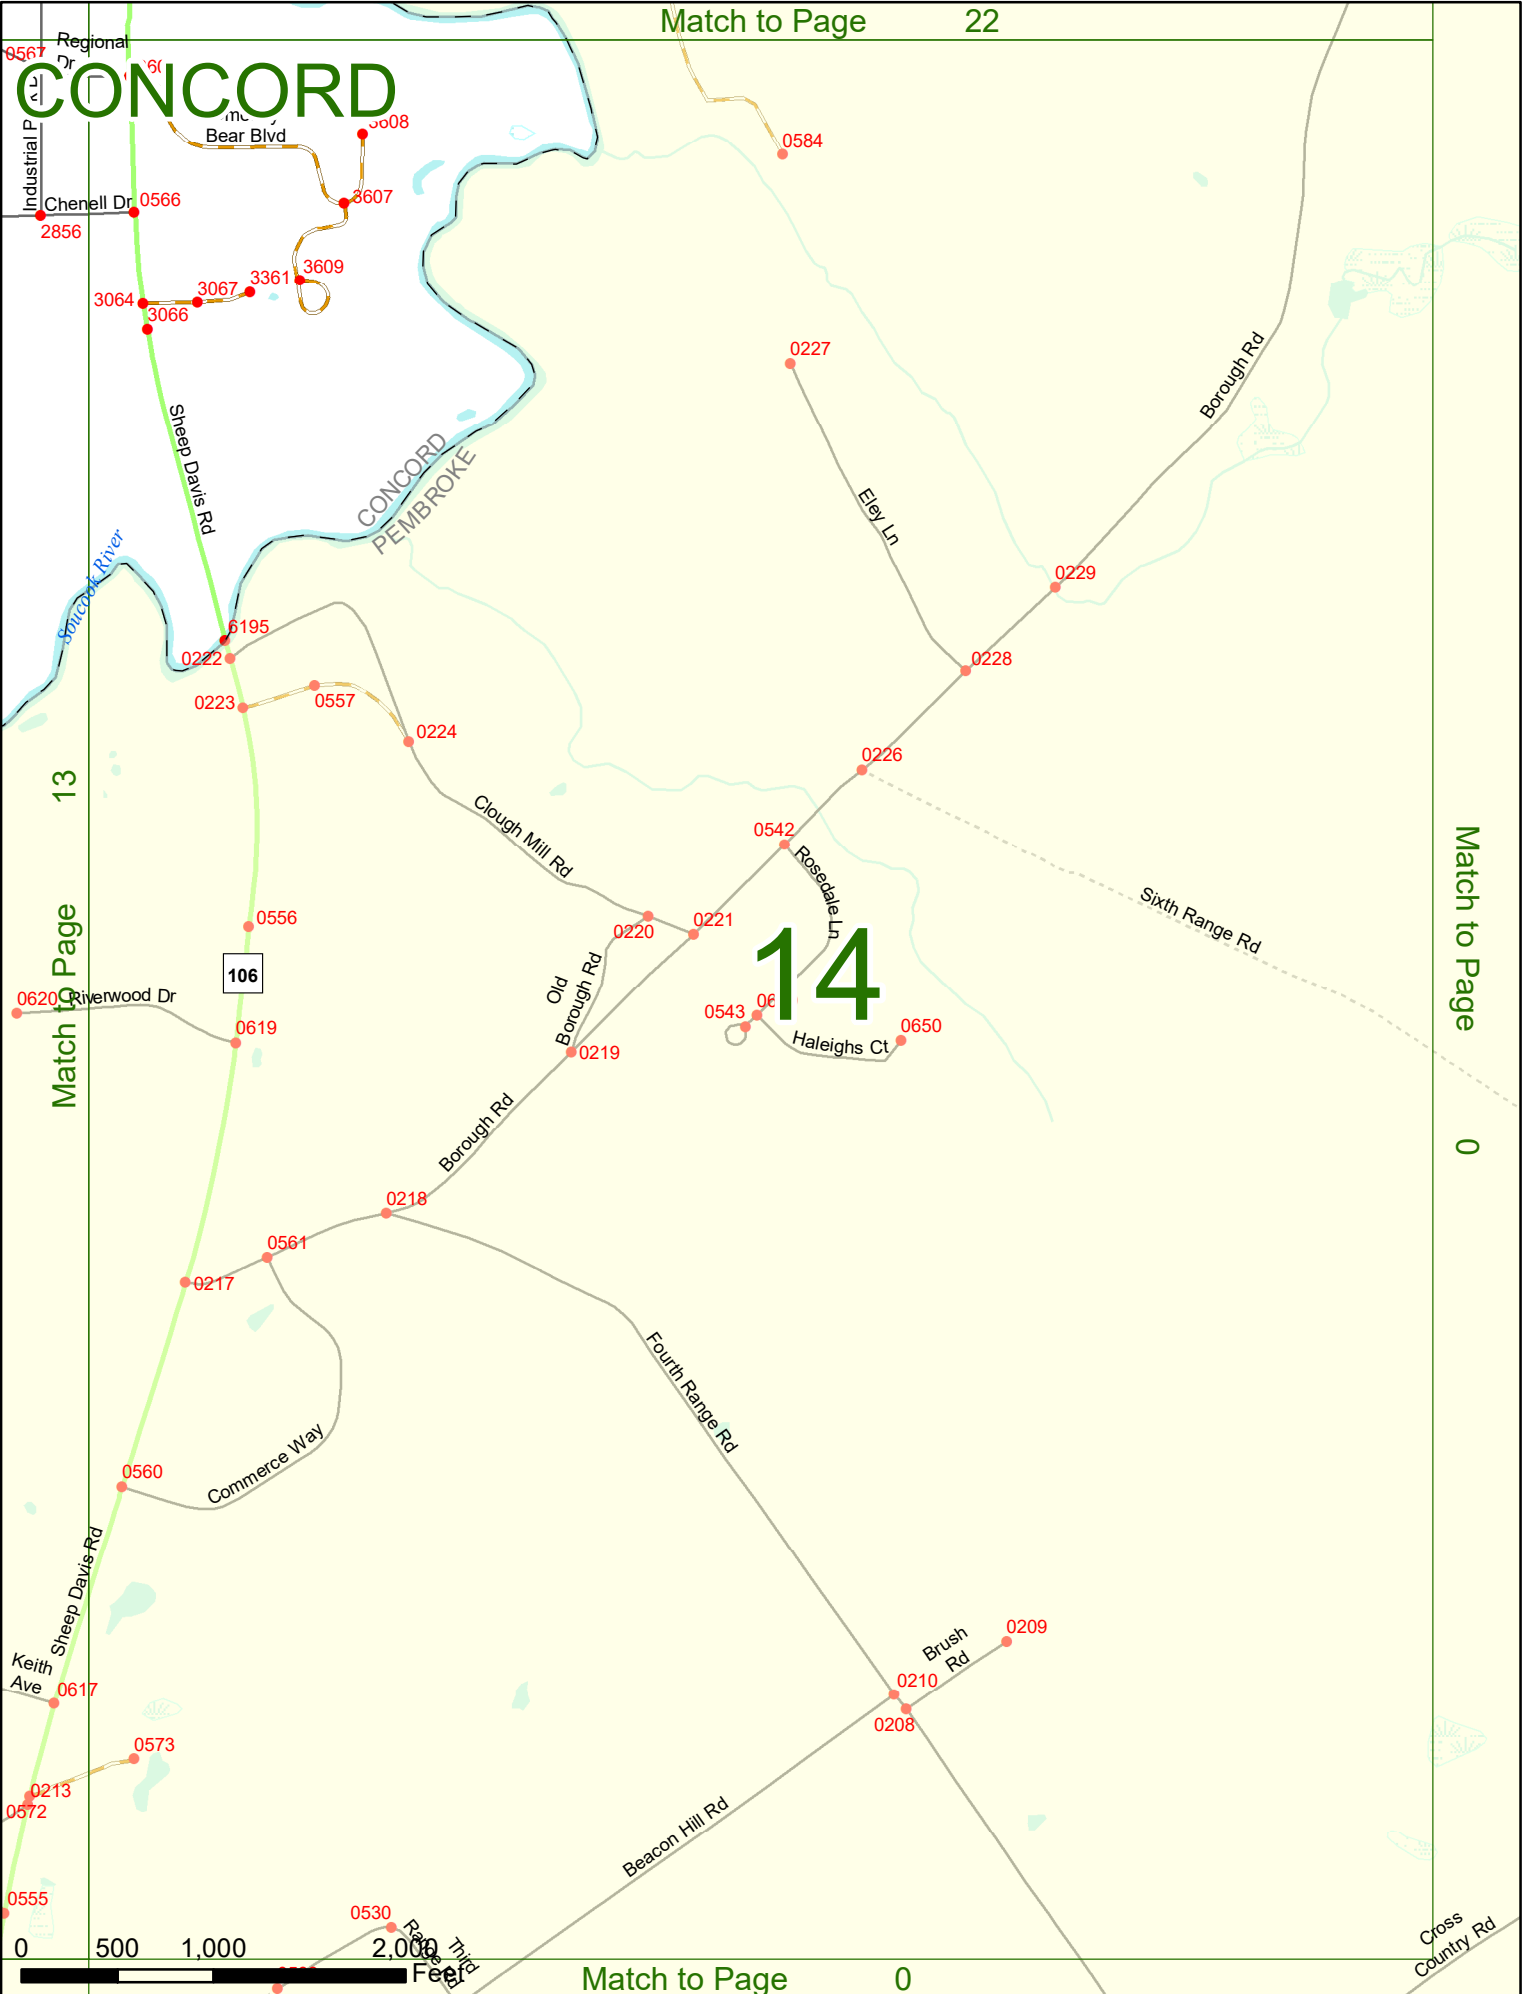 Match to Page 22
CONCORD
0567
Regional
Dr
Bear Blvd
3608
0584
Industrial
Chenell Dr
0566
2856
3607
3609
3361
3067
3064
3066
0227
Borough Rd
Sheep Davis Rd
CONCORD
PEMBROKE
Eley Ln
Soucook River
0229
6195
0222
0228
0557
0223
0224
0226
Match to Page 13
Clough Mill Rd
0542
Rosedale Ln
Match to Page 0
Sixth Range Rd
0556
0220
0221
14
106
Old
Borough Rd
0620
Riverwood Dr
0543
0619
0219
Haleighs Ct
0650
Borough Rd
0218
0561
0217
Fourth Range Rd
Commerce Way
0560
Sheep Davis Rd
Brush
Rd
0209
Keith
Ave
0617
0210
0208
0573
0213
0572
Beacon Hill Rd
0555
0530
Third
Range Rd
Cross
Country Rd
0 500 1,000 2,000
Feet
Match to Page 0